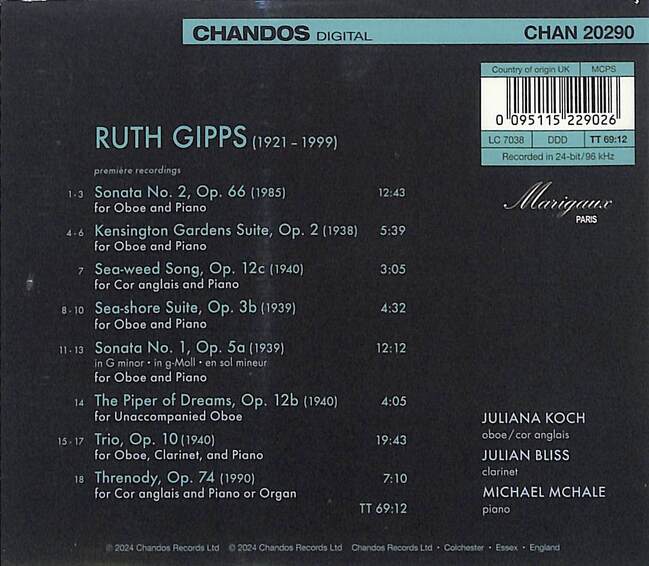 CHANDOS DIGITAL CHAN 20290
Country of origin UK MCPS
0 095115 229026
LC 7038 DDD TT 69:12
Recorded in 24-bit/96 kHz
Marigaux
PARIS
RUTH GIPPS (1921 – 1999)
première recordings
1 - 3 Sonata No. 2, Op. 66 (1985) 12:43
for Oboe and Piano
4 - 6 Kensington Gardens Suite, Op. 2 (1938) 5:39
for Oboe and Piano
7 Sea-weed Song, Op. 12c (1940) 3:05
for Cor anglais and Piano
8 - 10 Sea-shore Suite, Op. 3b (1939) 4:32
for Oboe and Piano
11 - 13 Sonata No. 1, Op. 5a (1939) 12:12
in G minor • in g-Moll • en sol mineur
for Oboe and Piano
14 The Piper of Dreams, Op. 12b (1940) 4:05
for Unaccompanied Oboe
15 - 17 Trio, Op. 10 (1940) 19:43
for Oboe, Clarinet, and Piano
18 Threnody, Op. 74 (1990) 7:10
for Cor anglais and Piano or Organ
TT 69:12
JULIANA KOCH
oboe / cor anglais
JULIAN BLISS
clarinet
MICHAEL MCHALE
piano
℗ 2024 Chandos Records Ltd © 2024 Chandos Records Ltd Chandos Records Ltd • Colchester • Essex • England